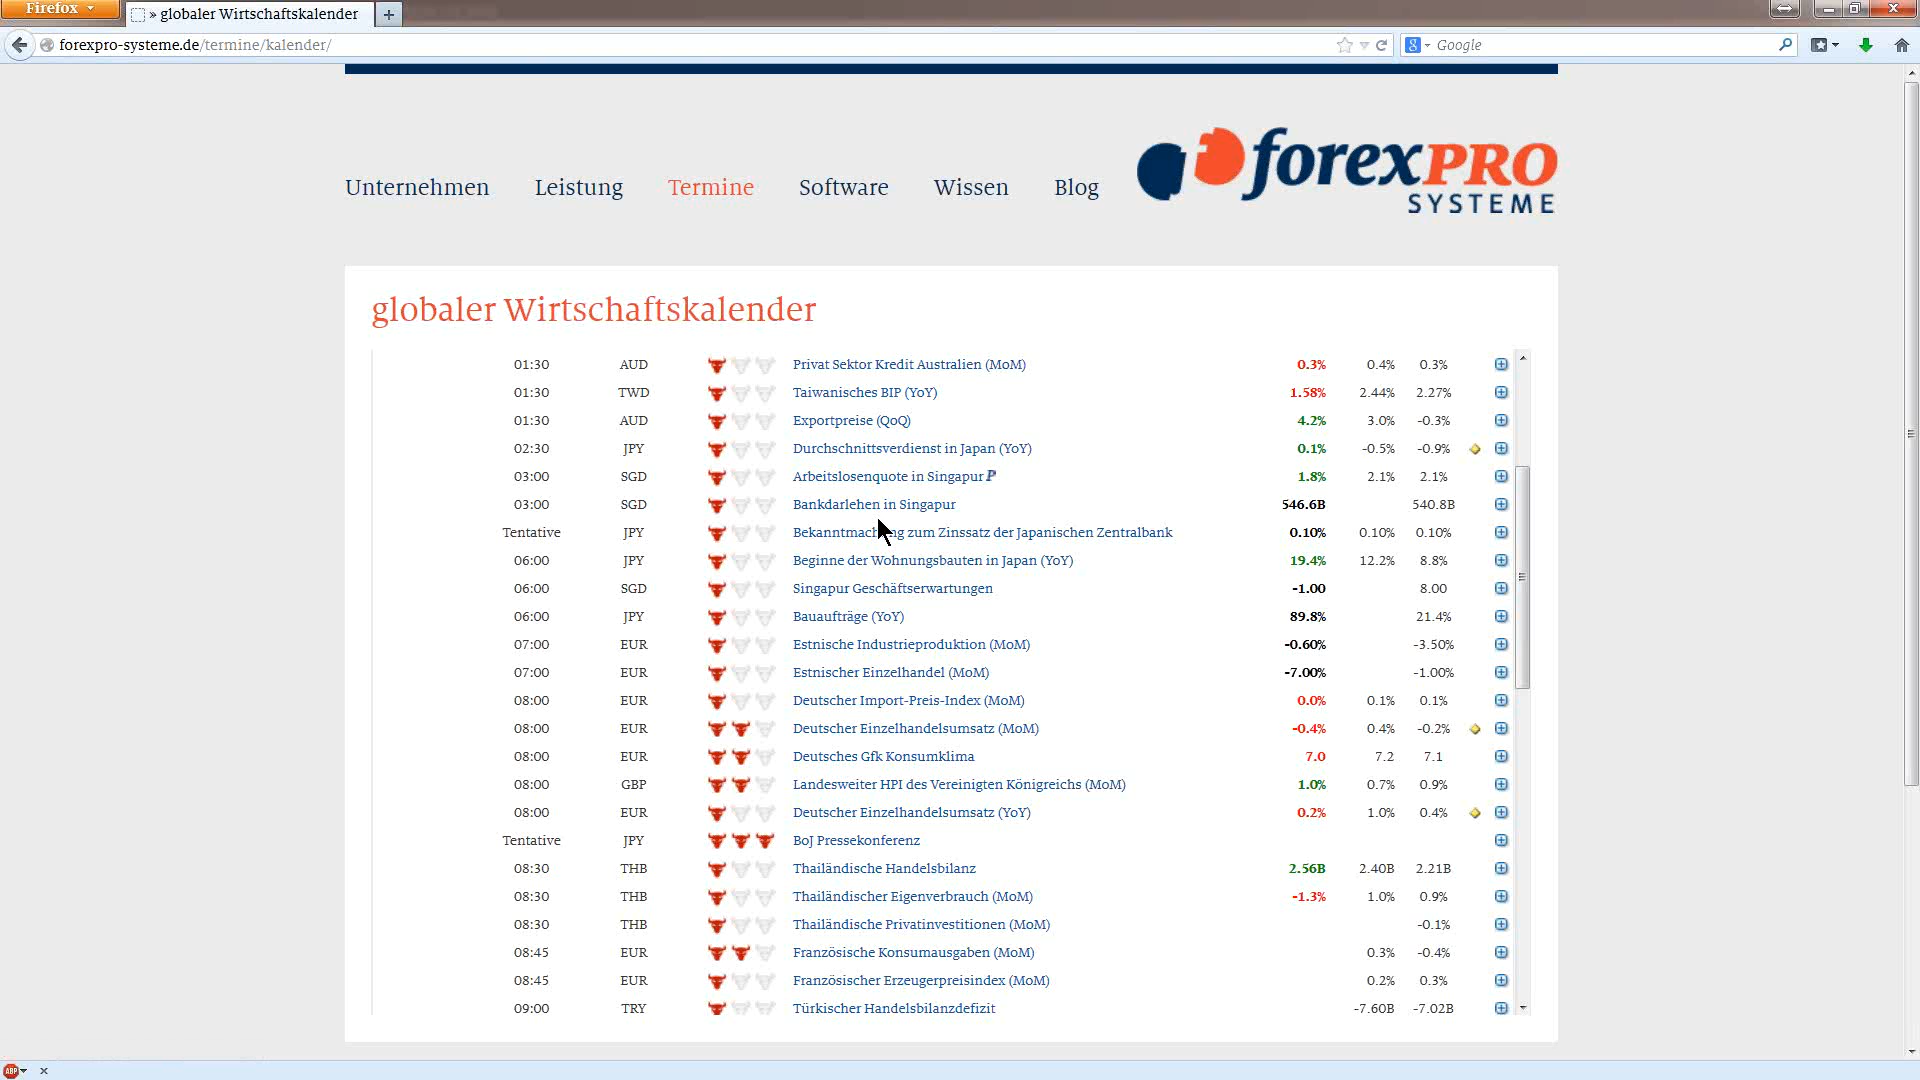 Firefox
» globaler Wirtschaftskalender
forexpro-systeme.de/termine/kalender/
Google
Unternehmen Leistung Termine Software Wissen Blog
forexPRO
SYSTEME
globaler Wirtschaftskalender
01:30 AUD Privat Sektor Kredit Australien (MoM) 0.3% 0.4% 0.3%
01:30 TWD Taiwanisches BIP (YoY) 1.58% 2.44% 2.27%
01:30 AUD Exportpreise (QoQ) 4.2% 3.0% -0.3%
02:30 JPY Durchschnittsverdienst in Japan (YoY) 0.1% -0.5% -0.9%
03:00 SGD Arbeitslosenquote in Singapur P 1.8% 2.1% 2.1%
03:00 SGD Bankdarlehen in Singapur 546.6B 540.8B
Tentative JPY Bekanntmachung zum Zinssatz der Japanischen Zentralbank 0.10% 0.10% 0.10%
06:00 JPY Beginne der Wohnungsbauten in Japan (YoY) 19.4% 12.2% 8.8%
06:00 SGD Singapur Geschäftserwartungen -1.00 8.00
06:00 JPY Bauaufträge (YoY) 89.8% 21.4%
07:00 EUR Estnische Industrieproduktion (MoM) -0.60% -3.50%
07:00 EUR Estnischer Einzelhandel (MoM) -7.00% -1.00%
08:00 EUR Deutscher Import-Preis-Index (MoM) 0.0% 0.1% 0.1%
08:00 EUR Deutscher Einzelhandelsumsatz (MoM) -0.4% 0.4% -0.2%
08:00 EUR Deutsches Gfk Konsumklima 7.0 7.2 7.1
08:00 GBP Landesweiter HPI des Vereinigten Königreichs (MoM) 1.0% 0.7% 0.9%
08:00 EUR Deutscher Einzelhandelsumsatz (YoY) 0.2% 1.0% 0.4%
Tentative JPY BoJ Pressekonferenz
08:30 THB Thailändische Handelsbilanz 2.56B 2.40B 2.21B
08:30 THB Thailändischer Eigenverbrauch (MoM) -1.3% 1.0% 0.9%
08:30 THB Thailändische Privatinvestitionen (MoM) -0.1%
08:45 EUR Französische Konsumausgaben (MoM) 0.3% -0.4%
08:45 EUR Französischer Erzeugerpreisindex (MoM) 0.2% 0.3%
09:00 TRY Türkischer Handelsbilanzdefizit -7.60B -7.02B
ABP